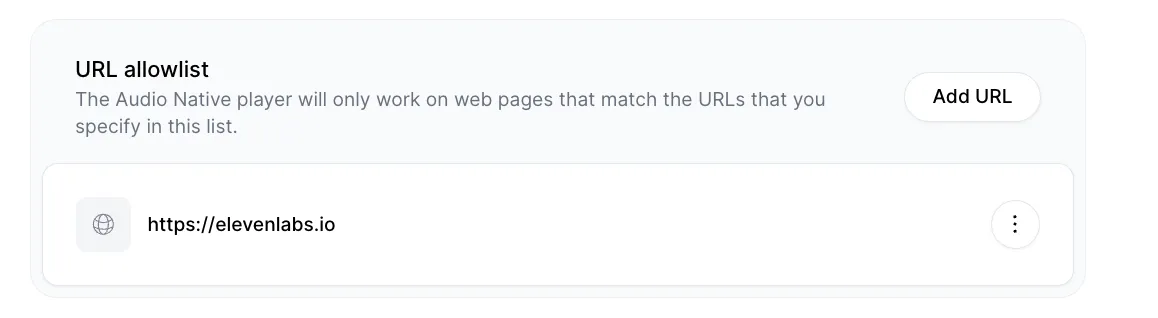 URL allowlist
The Audio Native player will only work on web pages that match the URLs that you
specify in this list.
Add URL
https://elevenlabs.io